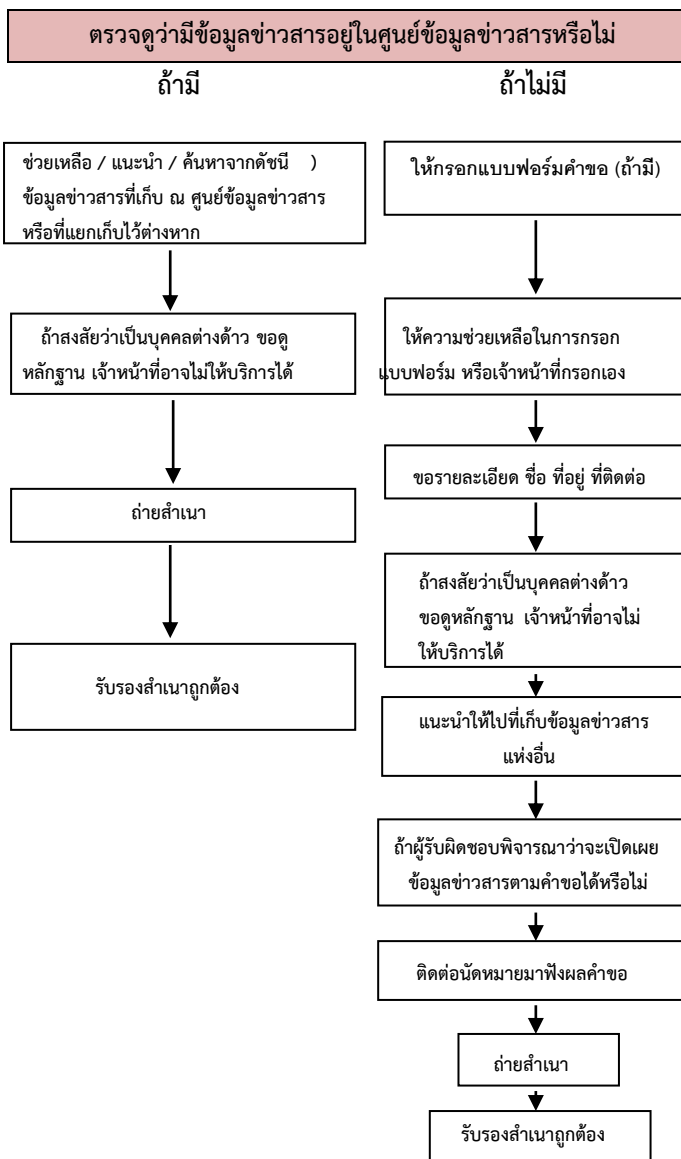 ตรวจดูว่ามีข้อมูลข่าวสารอยู่ในศูนย์ข้อมูลข่าวสารหรือไม่
ถ้ามี
ช่วยเหลือ / แนะนำ / ค้นหาจากดัชนี )
ข้อมูลข่าวสารที่เก็บ ณ ศูนย์ข้อมูลข่าวสาร
หรือที่แยกเก็บไว้ต่างหาก
ถ้าสงสัยว่าเป็นบุคคลต่างด้าว ขอดู
หลักฐาน เจ้าหน้าที่อาจไม่ให้บริการได้
ถ่ายสำเนา
รับรองสำเนาถูกต้อง
ถ้าไม่มี
ให้กรอกแบบฟอร์มคำขอ (ถ้ามี)
ให้ความช่วยเหลือในการกรอก
แบบฟอร์ม หรือเจ้าหน้าที่กรอกเอง
ขอรายละเอียด ชื่อ ที่อยู่ ที่ติดต่อ
ถ้าสงสัยว่าเป็นบุคคลต่างด้าว
ขอดูหลักฐาน เจ้าหน้าที่อาจไม่
ให้บริการได้
แนะนำให้ไปที่เก็บข้อมูลข่าวสาร
แห่งอื่น
ถ้าผู้รับผิดชอบพิจารณาว่าจะเปิดเผย
ข้อมูลข่าวสารตามคำขอได้หรือไม่
ติดต่อนัดหมายมาฟังผลคำขอ
ถ่ายสำเนา
รับรองสำเนาถูกต้อง